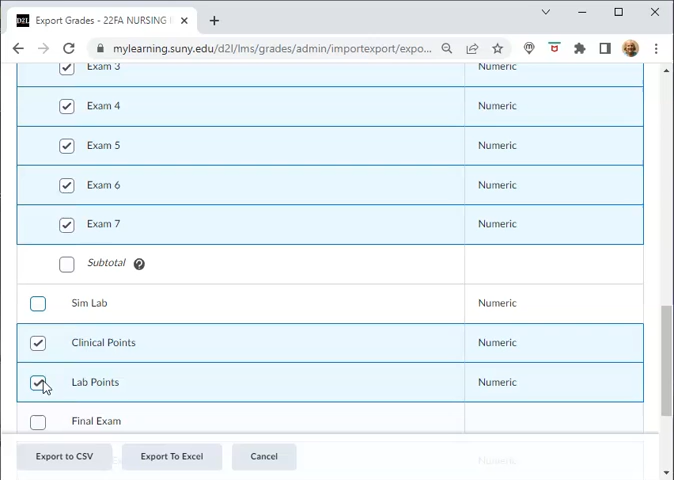 D2L Export Grades - 22FA NURSING
mylearning.suny.edu/d2l/lms/grades/admin/importexport/expo...
Exam 3 Numeric
Exam 4 Numeric
Exam 5 Numeric
Exam 6 Numeric
Exam 7 Numeric
Subtotal ?
Sim Lab Numeric
Clinical Points Numeric
Lab Points Numeric
Final Exam
Export to CSV Export To Excel Cancel Numeric